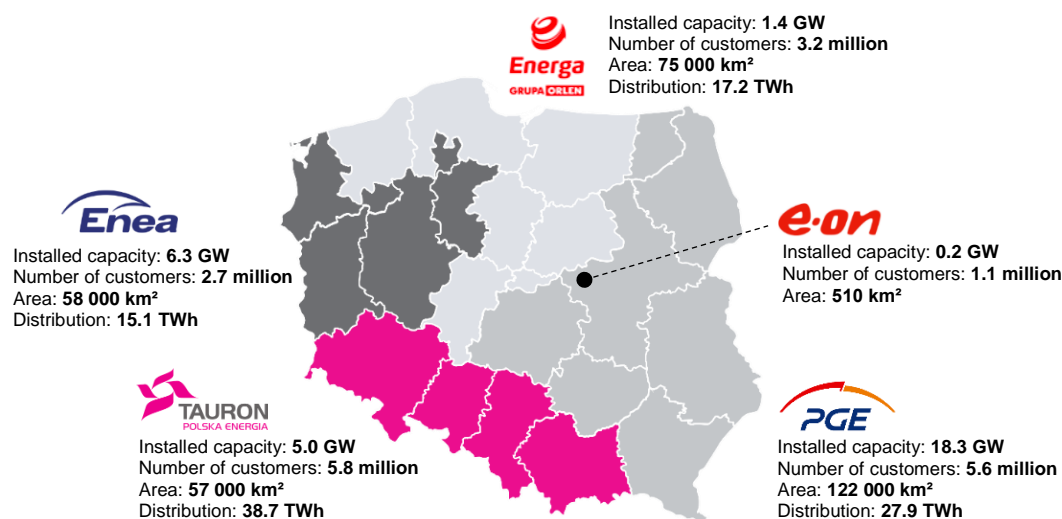 Energa
GRUPA ORLEN
Installed capacity: 1.4 GW
Number of customers: 3.2 million
Area: 75 000 km²
Distribution: 17.2 TWh
Enea
Installed capacity: 6.3 GW
Number of customers: 2.7 million
Area: 58 000 km²
Distribution: 15.1 TWh
e·on
Installed capacity: 0.2 GW
Number of customers: 1.1 million
Area: 510 km²
TAURON
POLSKA ENERGIA
Installed capacity: 5.0 GW
Number of customers: 5.8 million
Area: 57 000 km²
Distribution: 38.7 TWh
PGE
Installed capacity: 18.3 GW
Number of customers: 5.6 million
Area: 122 000 km²
Distribution: 27.9 TWh